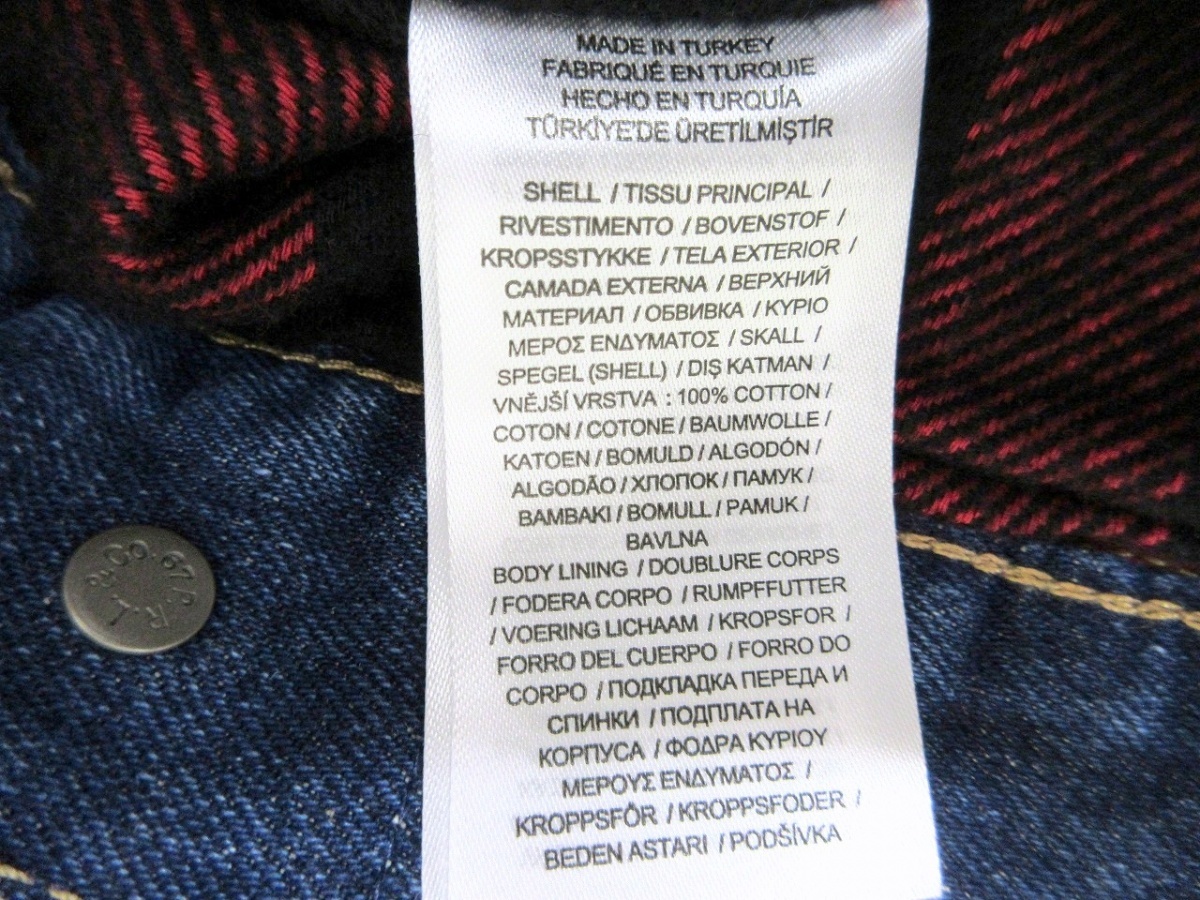 MADE IN TURKEY
FABRIQUÉ EN TURQUIE
HECHO EN TURQUÍA
TÜRKİYE'DE ÜRETİLMİŞTİR
SHELL / TISSU PRINCIPAL /
RIVESTIMENTO / BOVENSTOF /
KROPSSTYKKE / TELA EXTERIOR /
CAMADA EXTERNA / ВЕРХНИЙ
МАТЕРИАЛ / ОБВИВКА / ΚΥΡΙΟ
ΜΕΡΟΣ ΕΝΔΥΜΑΤΟΣ / SKALL /
SPEGEL (SHELL) / DIŞ KATMAN /
VNĚJŠÍ VRSTVA : 100% COTTON /
COTON / COTONE / BAUMWOLLE /
KATOEN / BOMULD / ALGODÓN /
ALGODÃO / ХЛОПОК / ПАМУК /
ΒΑΜΒΑΚΙ / BOMULL / PAMUK /
BAVLNA
BODY LINING / DOUBLURE CORPS
/ FODERA CORPO / RUMPFFUTTER
/ VOERING LICHAAM / KROPSFOR /
FORRO DEL CUERPO / FORRO DO
CORPO / ПОДКЛАДКА ПЕРЕДА И
СПИНКИ / ПОДПЛАТА НА
КОРПУСА / ΦΟΔΡΑ ΚΥΡΙΟΥ
ΜΕΡΟΥΣ ΕΝΔΥΜΑΤΟΣ /
KROPPSFÔR / KROPPSFODER /
BEDEN ASTARI / PODŠÍVKA
P.R.L. Co. 67